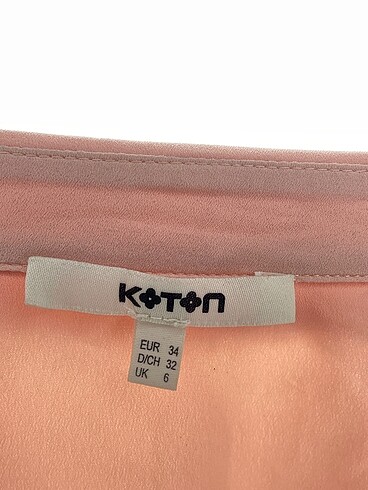 KOTON
EUR 34
D/CH 32
UK 6